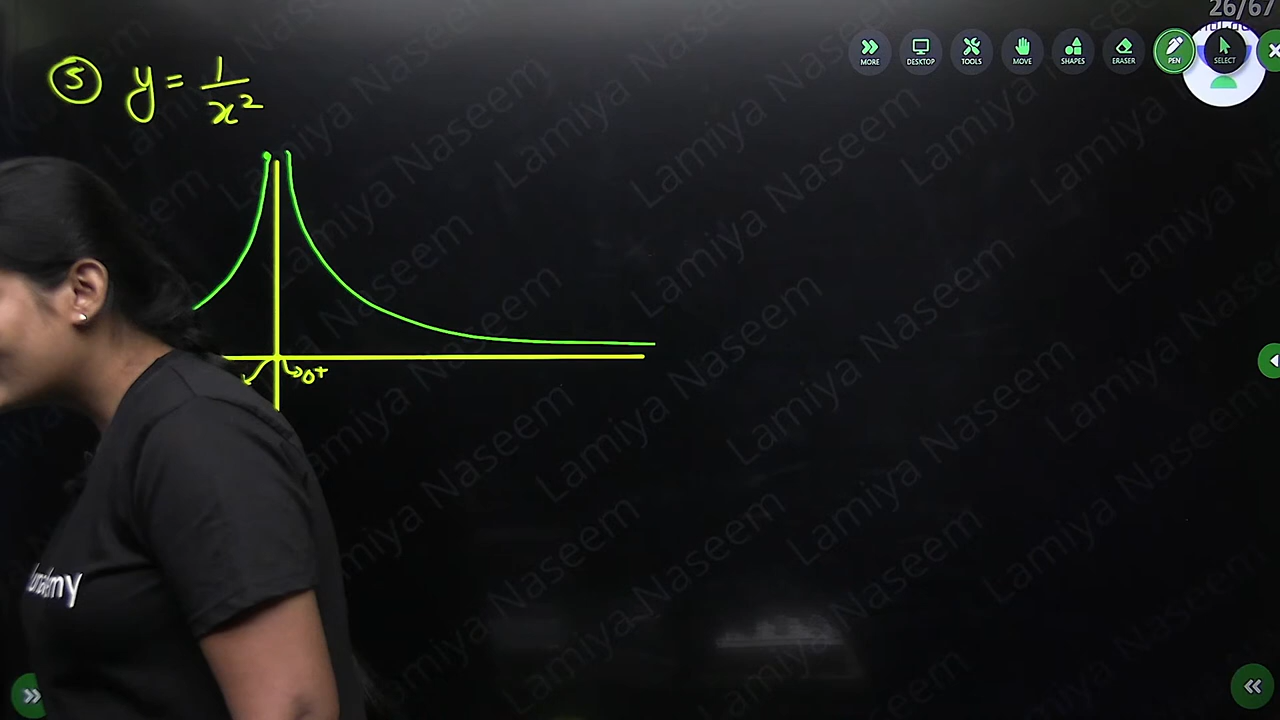 26/67
MORE DESKTOP TOOLS MOVE SHAPES ERASER PEN SELECT
⑤ y = 1/x²
0+
Lamiya Naseem